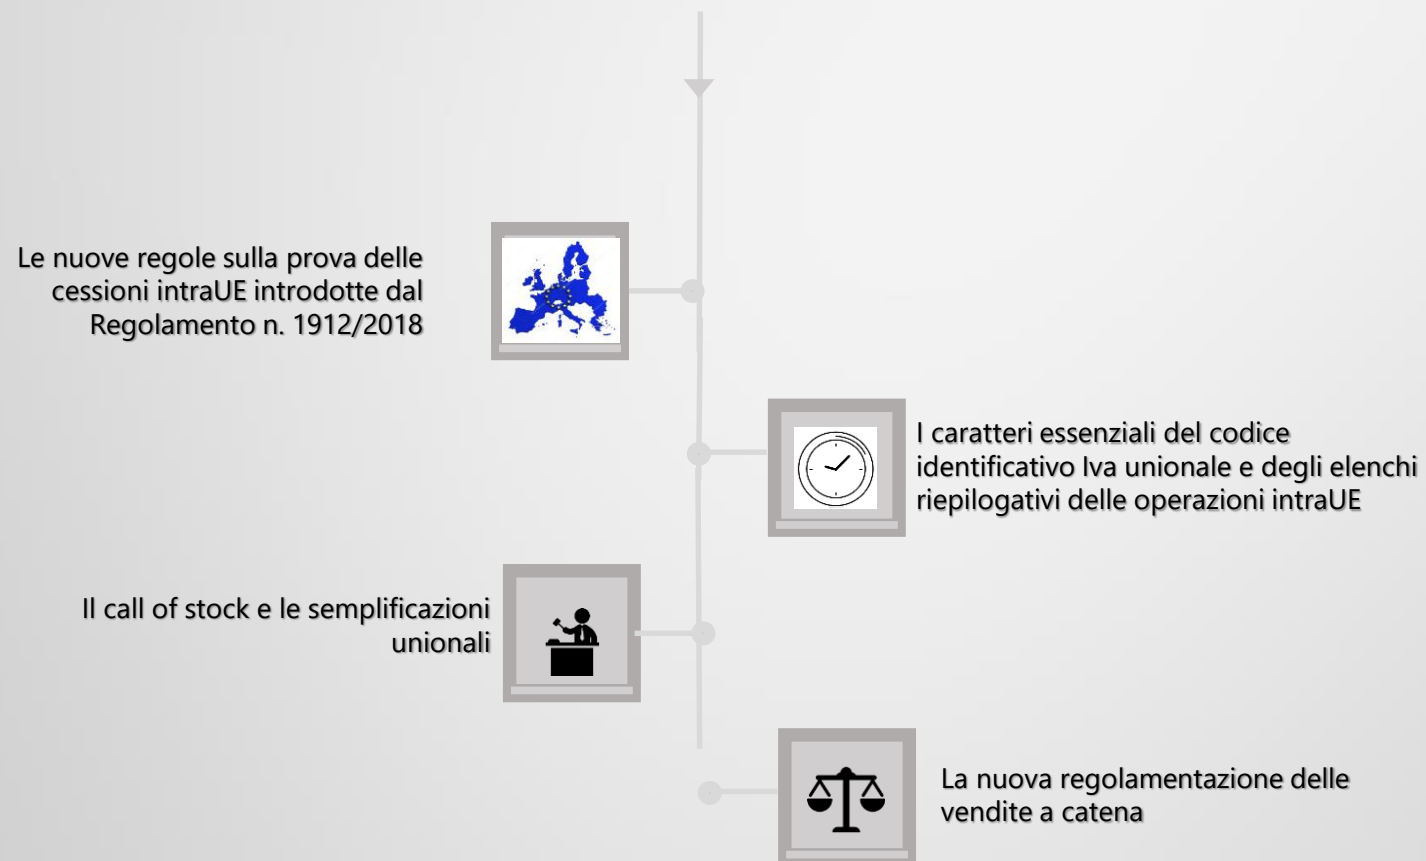 Le nuove regole sulla prova delle
cessioni intraUE introdotte dal
Regolamento n. 1912/2018
I caratteri essenziali del codice
identificativo Iva unionale e degli elenchi
riepilogativi delle operazioni intraUE
Il call of stock e le semplificazioni
unionali
La nuova regolamentazione delle
vendite a catena